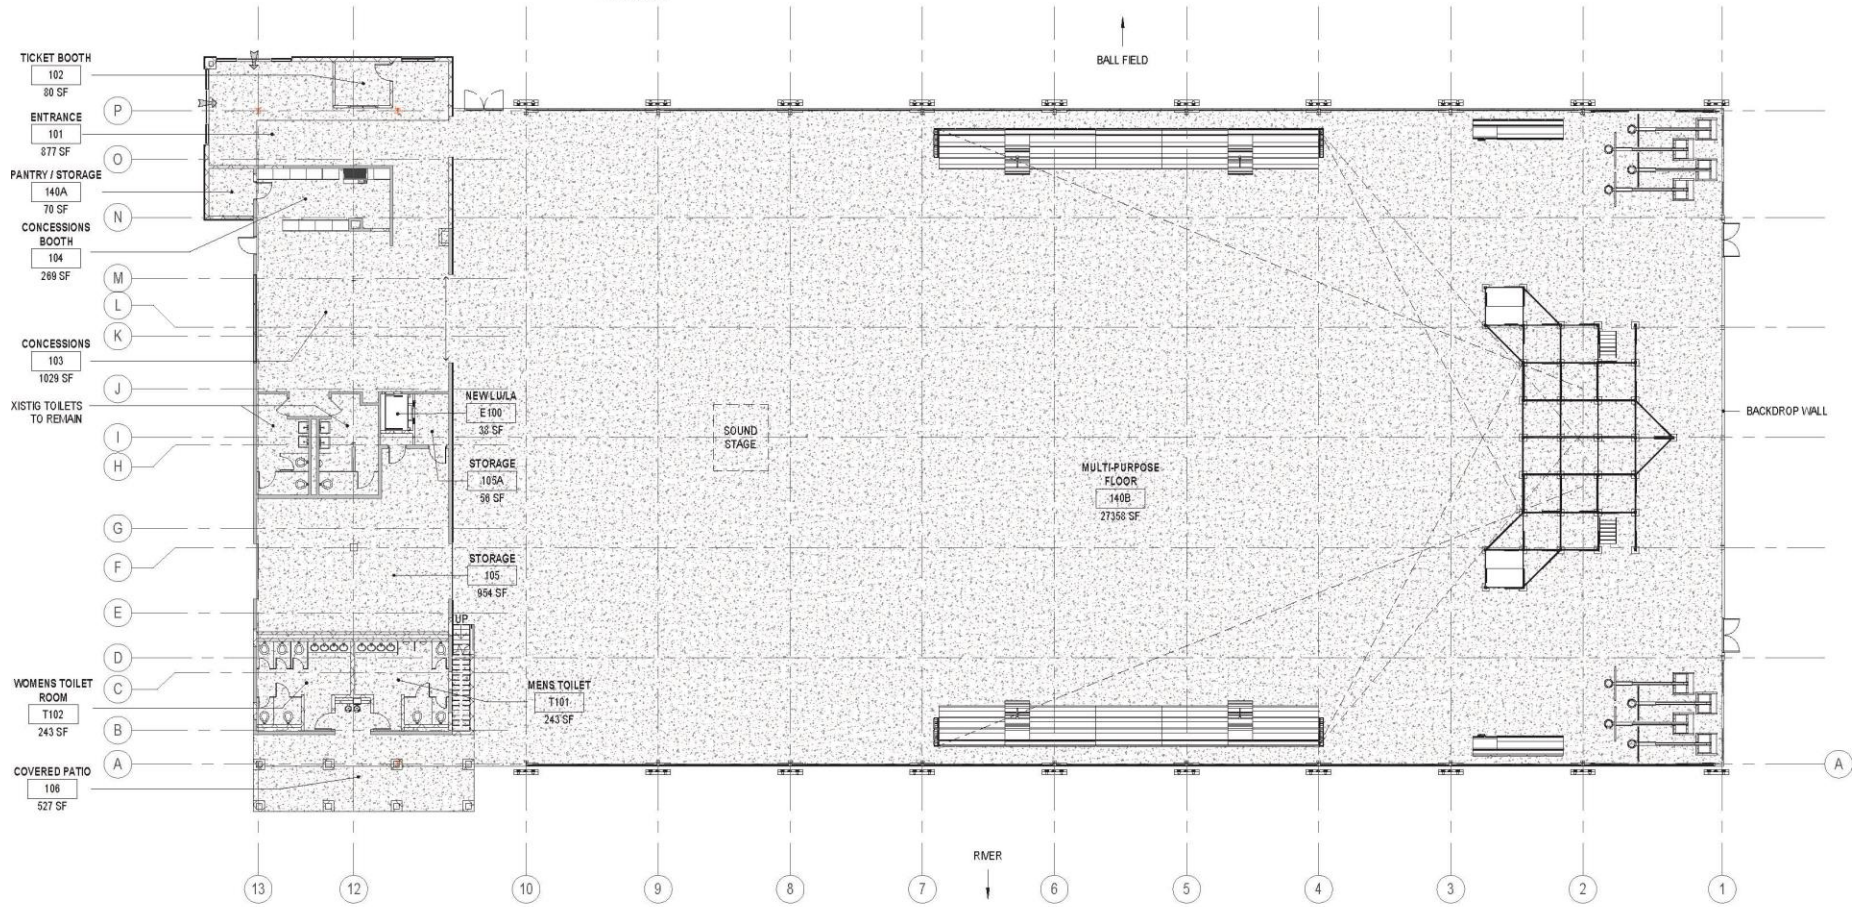 TICKET BOOTH
102
80 SF
P
ENTRANCE
101
877 SF
O
PANTRY / STORAGE
140A
70 SF
N
CONCESSIONS
BOOTH
104
269 SF
M
L
K
CONCESSIONS
103
1029 SF
J
XISTIG TOILETS
TO REMAIN
I
H
G
F
E
D
C
WOMENS TOILET
ROOM
T102
243 SF
B
A
COVERED PATIO
106
527 SF
NEW LU/LA
E100
38 SF
STORAGE
105A
56 SF
STORAGE
105
954 SF
UP
MENS TOILET
T101
243 SF
SOUND
STAGE
BALL FIELD
MULTI-PURPOSE
FLOOR
140B
27358 SF
BACKDROP WALL
A
RIVER
13
12
10
9
8
7
6
5
4
3
2
1